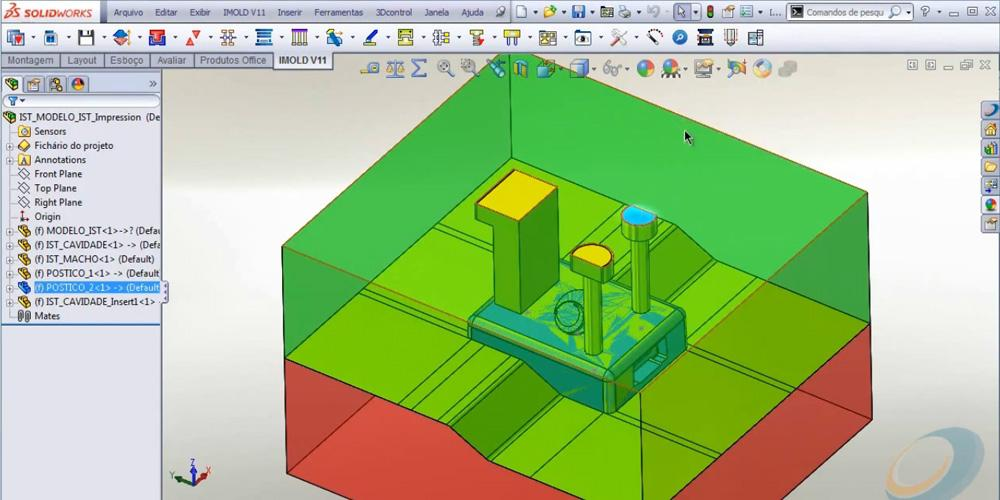 SOLIDWORKS Arquivo Editar Exibir IMOLD V11 Inserir Ferramentas 3Dcontrol Janela Ajuda Comandos de pesqu
Montagem Layout Esboço Avaliar Produtos Office IMOLD V11
IST_MODELO_IST_Impression (De
Sensors
Fichário do projeto
Annotations
Front Plane
Top Plane
Right Plane
Origin
(f) MODELO_IST<1>->? (Defau
(f) IST_CAVIDADE<1> -> (Defa
(f) IST_MACHO<1> (Default)
(f) POSTICO_1<1> -> (Default
(f) POSTICO_2<1> -> (Default
(f) IST_CAVIDADE_Insert1<1>
Mates
Z
Y X